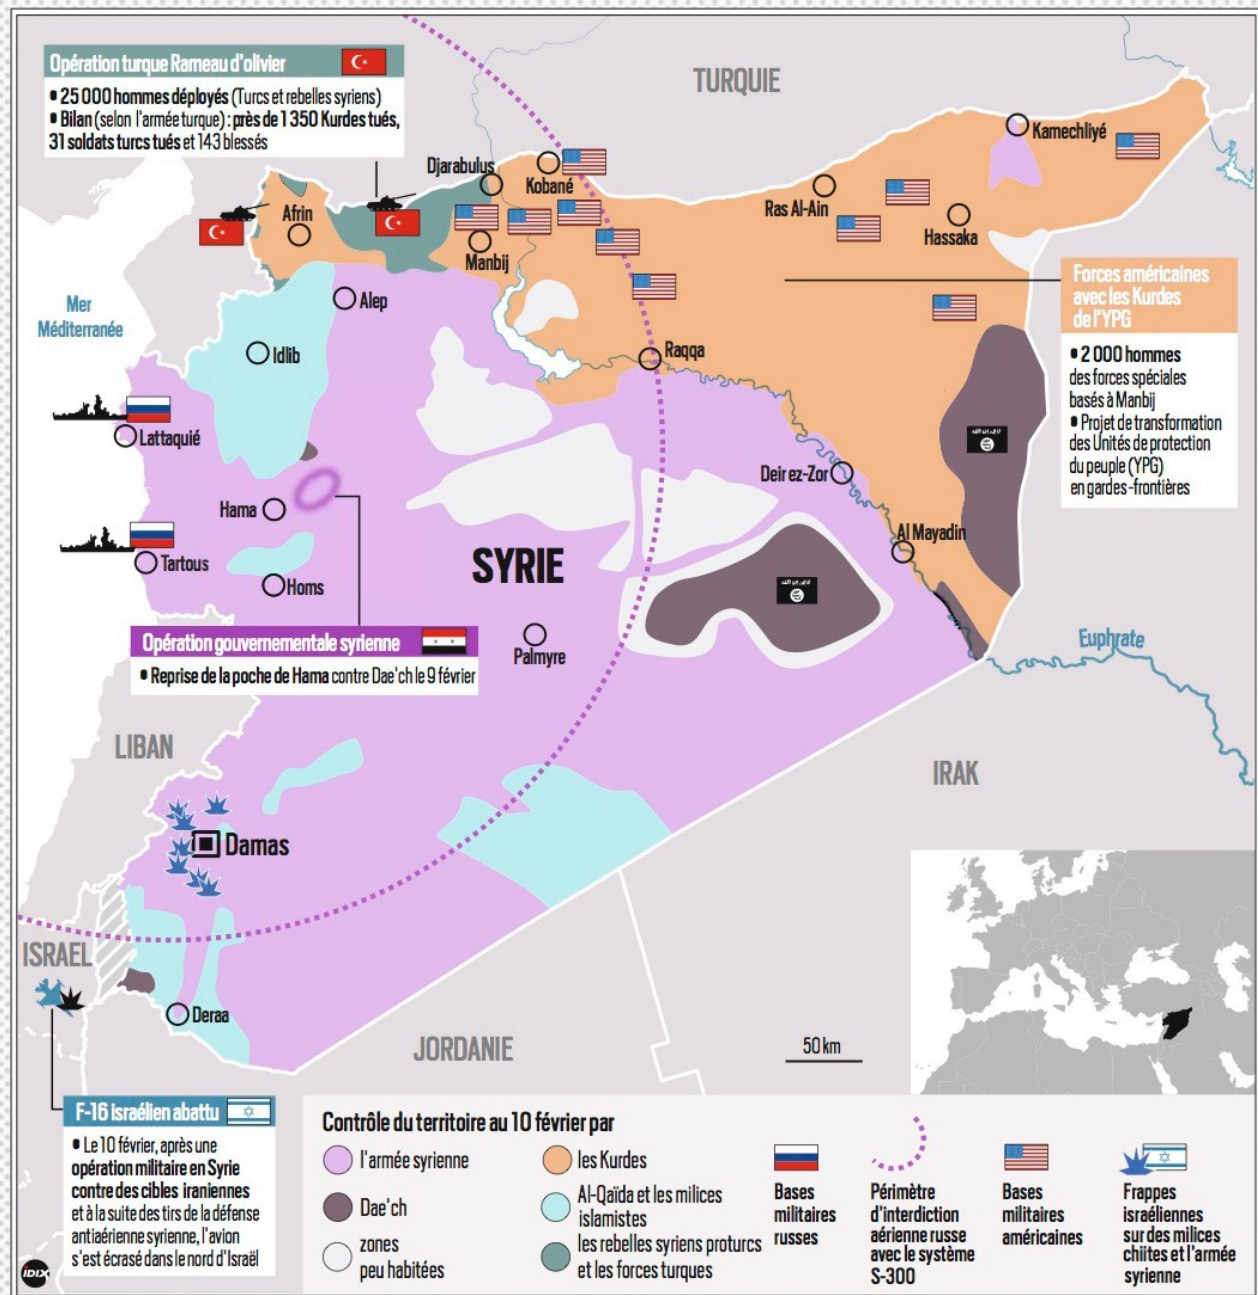 Opération turque Rameau d'olivier
• 25 000 hommes déployés (Turcs et rebelles syriens)
• Bilan (selon l'armée turque) : près de 1 350 Kurdes tués,
31 soldats turcs tués et 143 blessés
TURQUIE
Kamechliyé
Djarabulus
Kobané
Ras Al-Ain
Afrin
Hassaka
Manbij
Mer
Méditerranée
Alep
Forces américaines
avec les Kurdes
de l'YPG
• 2 000 hommes
des forces spéciales
basés à Manbij
• Projet de transformation
des Unités de protection
du peuple (YPG)
en gardes-frontières
Idlib
Raqqa
Lattaquié
Deir ez-Zor
Hama
Al Mayadin
Tartous
SYRIE
Homs
Opération gouvernementale syrienne
• Reprise de la poche de Hama contre Dae'ch le 9 février
Palmyre
Euphrate
LIBAN
IRAK
Damas
ISRAEL
Deraa
JORDANIE
50 km
F-16 israélien abattu
• Le 10 février, après une
opération militaire en Syrie
contre des cibles iraniennes
et à la suite des tirs de la défense
antiaérienne syrienne, l'avion
s'est écrasé dans le nord d'Israël
IDIX
Contrôle du territoire au 10 février par
l'armée syrienne
Dae'ch
zones
peu habitées
les Kurdes
Al-Qaïda et les milices
islamistes
les rebelles syriens proturcs
et les forces turques
Bases
militaires
russes
Périmètre
d'interdiction
aérienne russe
avec le système
S-300
Bases
militaires
américaines
Frappes
israéliennes
sur des milices
chiites et l'armée
syrienne